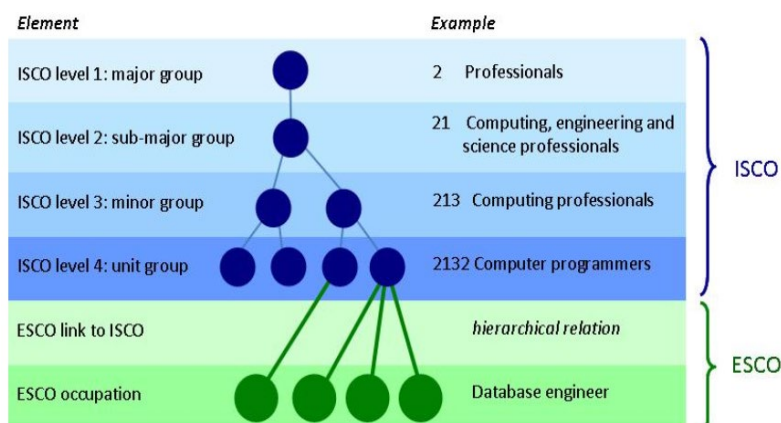 Element
Example
ISCO level 1: major group
2 Professionals
ISCO level 2: sub-major group
21 Computing, engineering and
science professionals
ISCO level 3: minor group
213 Computing professionals
ISCO level 4: unit group
2132 Computer programmers
ISCO
ESCO link to ISCO
hierarchical relation
ESCO occupation
Database engineer
ESCO